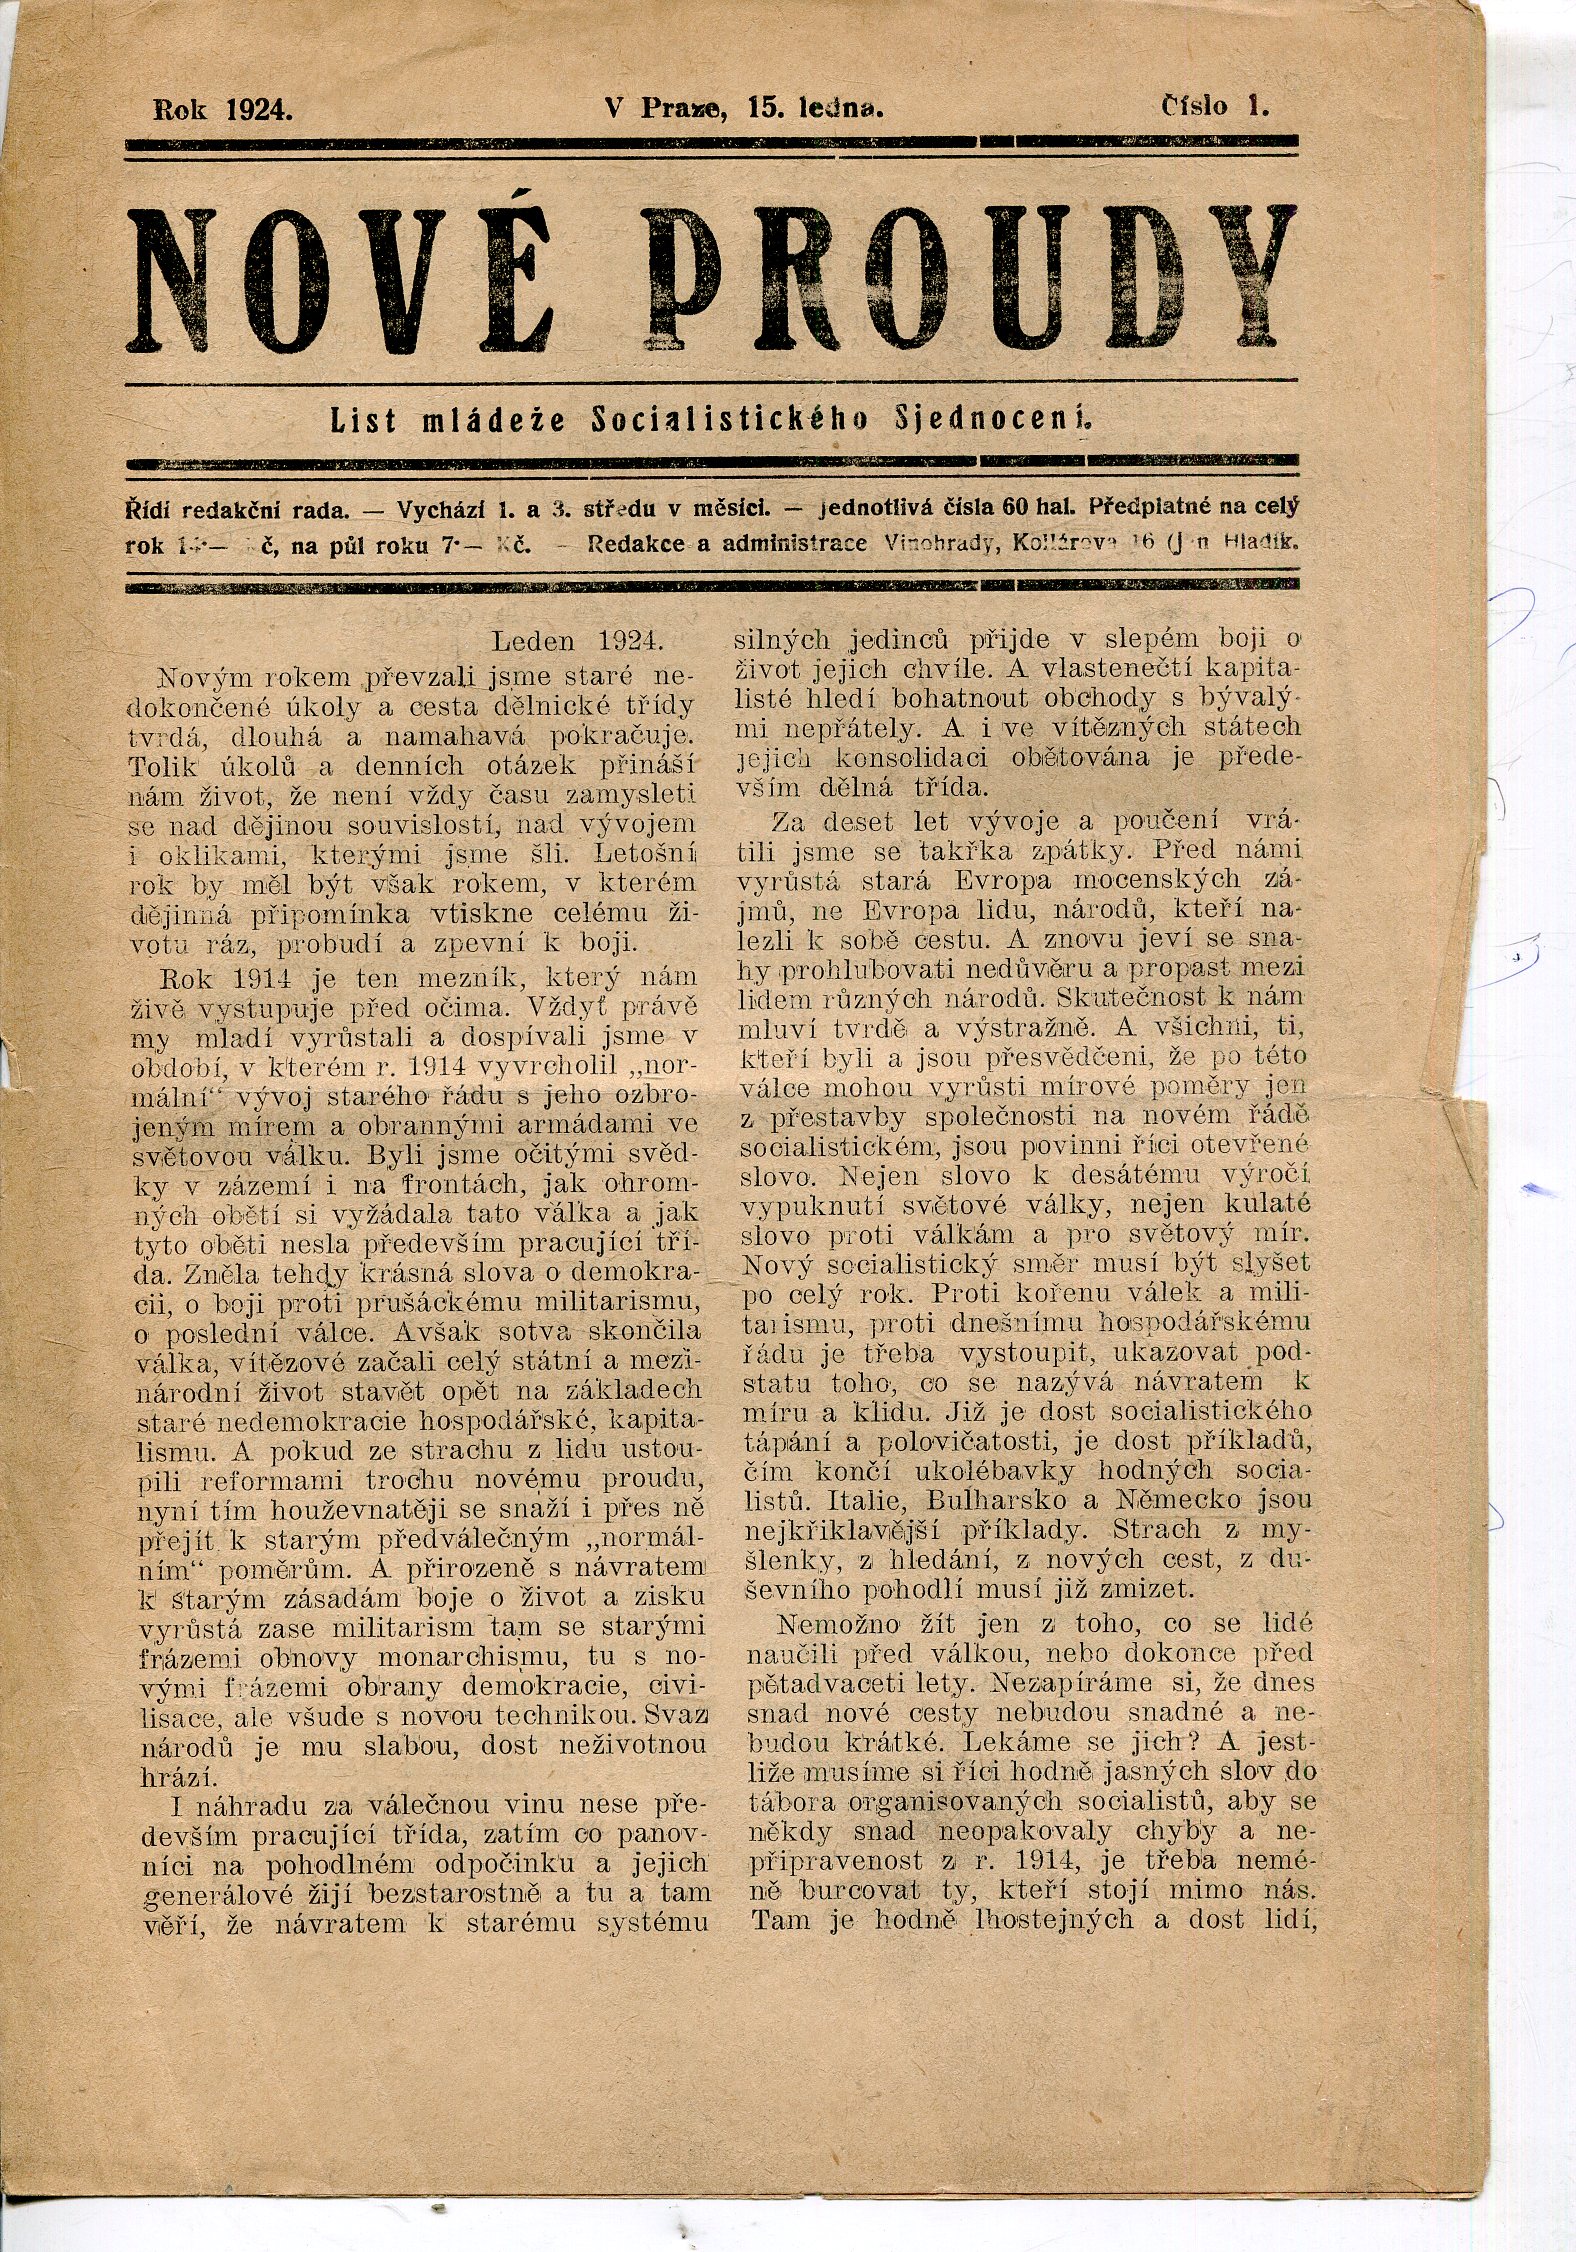 Rok 1924.
V Praze, 15. ledna.
Číslo 1.
NOVÉ PROUDY
List mládeže Socialistického Sjednocení.
Řídí redakční rada. — Vychází 1. a 3. středu v měsíci. — Jednotlivá čísla 60 hal. Předplatné na celý
rok 14·— Kč, na půl roku 7·— Kč. — Redakce a administrace Vinohrady, Kollárova 16 (Jan Hladík.
Leden 1924.
Novým rokem převzali jsme staré ne-
dokončené úkoly a cesta dělnické třídy
tvrdá, dlouhá a namahavá pokračuje.
Tolik úkolů a denních otázek přináší
nám život, že není vždy času zamysleti
se nad dějinou souvislostí, nad vývojem
i oklikami, kterými jsme šli. Letošní
rok by měl být však rokem, v kterém
dějinná připomínka vtiskne celému ži-
votu ráz, probudí a zpevní k boji.
Rok 1914 je ten mezník, který nám
živě vystupuje před očima. Vždyť právě
my mladí vyrůstali a dospívali jsme v
období, v kterém r. 1914 vyvrcholil „nor-
mální“ vývoj starého řádu s jeho ozbro-
jeným mírem a obrannými armádami ve
světovou válku. Byli jsme očitými svěd-
ky v zázemí i na frontách, jak ohrom-
ných obětí si vyžádala tato válka a jak
tyto oběti nesla především pracující tří-
da. Zněla tehdy krásná slova o demokra-
cii, o boji proti prušáckému militarismu,
o poslední válce. Avšak sotva skončila
válka, vítězové začali celý státní a mezi-
národní život stavět opět na základech
staré nedemokracie hospodářské, kapita-
lismu. A pokud ze strachu z lidu ustou-
pili reformami trochu novému proudu,
nyní tím houževnatěji se snaží i přes ně
přejít k starým předválečným „normál-
ním“ poměrům. A přirozeně s návratem
k starým zásadám boje o život a zisku
vyrůstá zase militarism tam se starými
frázemi obnovy monarchismu, tu s no-
vými frázemi obrany demokracie, civi-
lisace, ale všude s novou technikou. Svaz
národů je mu slabou, dost neživotnou
hrází.
I náhradu za válečnou vinu nese pře-
devším pracující třída, zatím co panov-
níci na pohodlném odpočinku a jejich
generálové žijí bezstarostně a tu a tam
věří, že návratem k starému systému
silných jedinců přijde v slepém boji o
život jejich chvíle. A vlastenečtí kapita-
listé hledí bohatnout obchody s bývalý-
mi nepřátely. A i ve vítězných státech
jejich konsolidaci obětována je přede-
vším dělná třída.
Za deset let vývoje a poučení vrá-
tili jsme se takřka zpátky. Před námi
vyrůstá stará Evropa mocenských zá-
jmů, ne Evropa lidu, národů, kteří na-
lezli k sobě cestu. A znovu jeví se sna-
hy prohlubovati nedůvěru a propast mezi
lidem různých národů. Skutečnost k nám
mluví tvrdě a výstražně. A všichni, ti,
kteří byli a jsou přesvědčeni, že po této
válce mohou vyrůsti mírové poměry jen
z přestavby společnosti na novém řádě
socialistickém, jsou povinni říci otevřené
slovo. Nejen slovo k desátému výročí
vypuknutí světové války, nejen kulaté
slovo proti válkám a pro světový mír.
Nový socialistický směr musí být slyšet
po celý rok. Proti kořenu válek a mili-
tarismu, proti dnešnímu hospodářskému
řádu je třeba vystoupit, ukazovat pod-
statu toho, co se nazývá návratem k
míru a klidu. Již je dost socialistického
tápání a polovičatosti, je dost příkladů,
čím končí ukolébavky hodných socia-
listů. Italie, Bulharsko a Německo jsou
nejkřiklavější příklady. Strach z my-
šlenky, z hledání, z nových cest, z du-
ševního pohodlí musí již zmizet.
Nemožno žít jen z toho, co se lidé
naučili před válkou, nebo dokonce před
pětadvaceti lety. Nezapíráme si, že dnes
snad nové cesty nebudou snadné a ne-
budou krátké. Lekáme se jich? A jest-
liže musíme si říci hodně jasných slov do
tábora organisovaných socialistů, aby se
někdy snad neopakovaly chyby a ne-
připravenost z r. 1914, je třeba nemé-
ně burcovat ty, kteří stojí mimo nás.
Tam je hodně lhostejných a dost lidí,